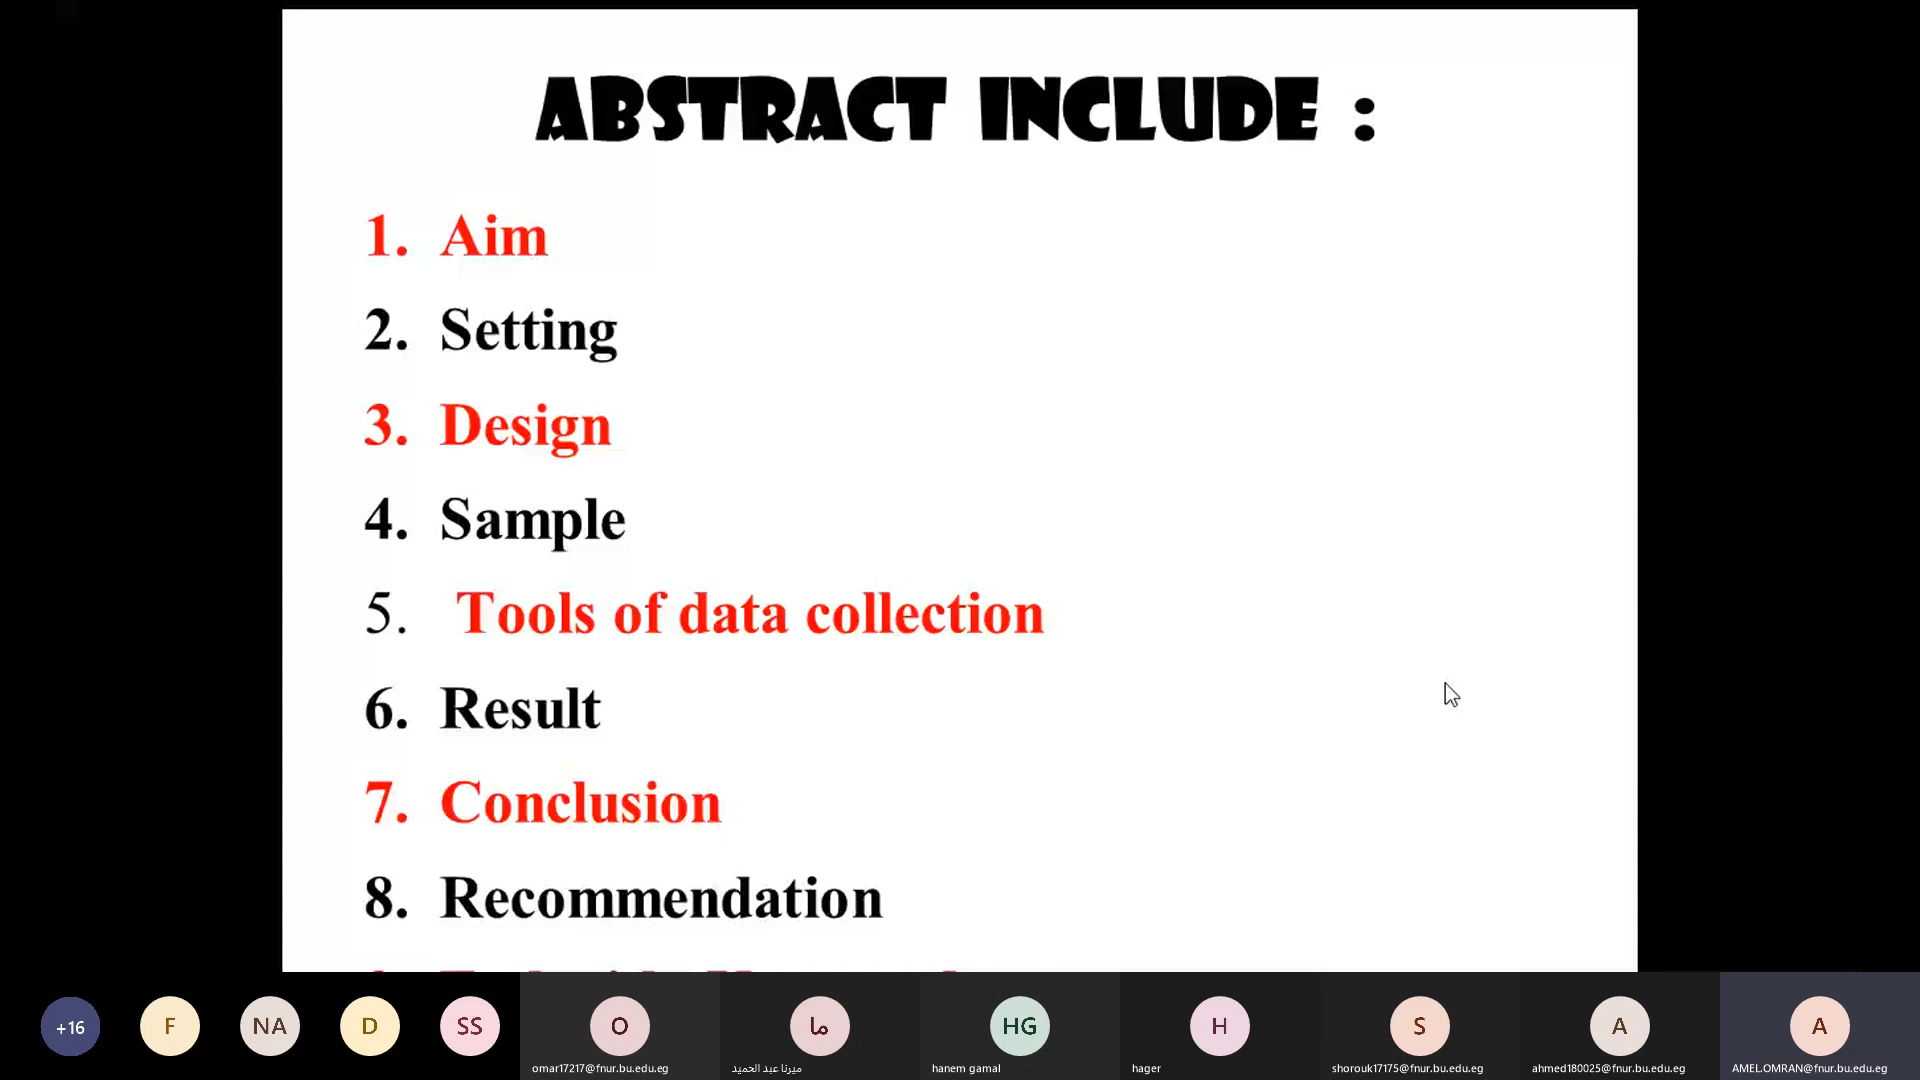 ABSTRACT INCLUDE :
1. Aim
2. Setting
3. Design
4. Sample
5. Tools of data collection
6. Result
7. Conclusion
8. Recommendation
+16
F
NA
D
SS
O
ما
HG
H
S
A
A
omar17217@fnur.bu.edu.eg
ميرنا عبد الحميد
hanem gamal
hager
shorouk17175@fnur.bu.edu.eg
ahmed180025@fnur.bu.edu.eg
AMEL.OMRAN@fnur.bu.edu.eg